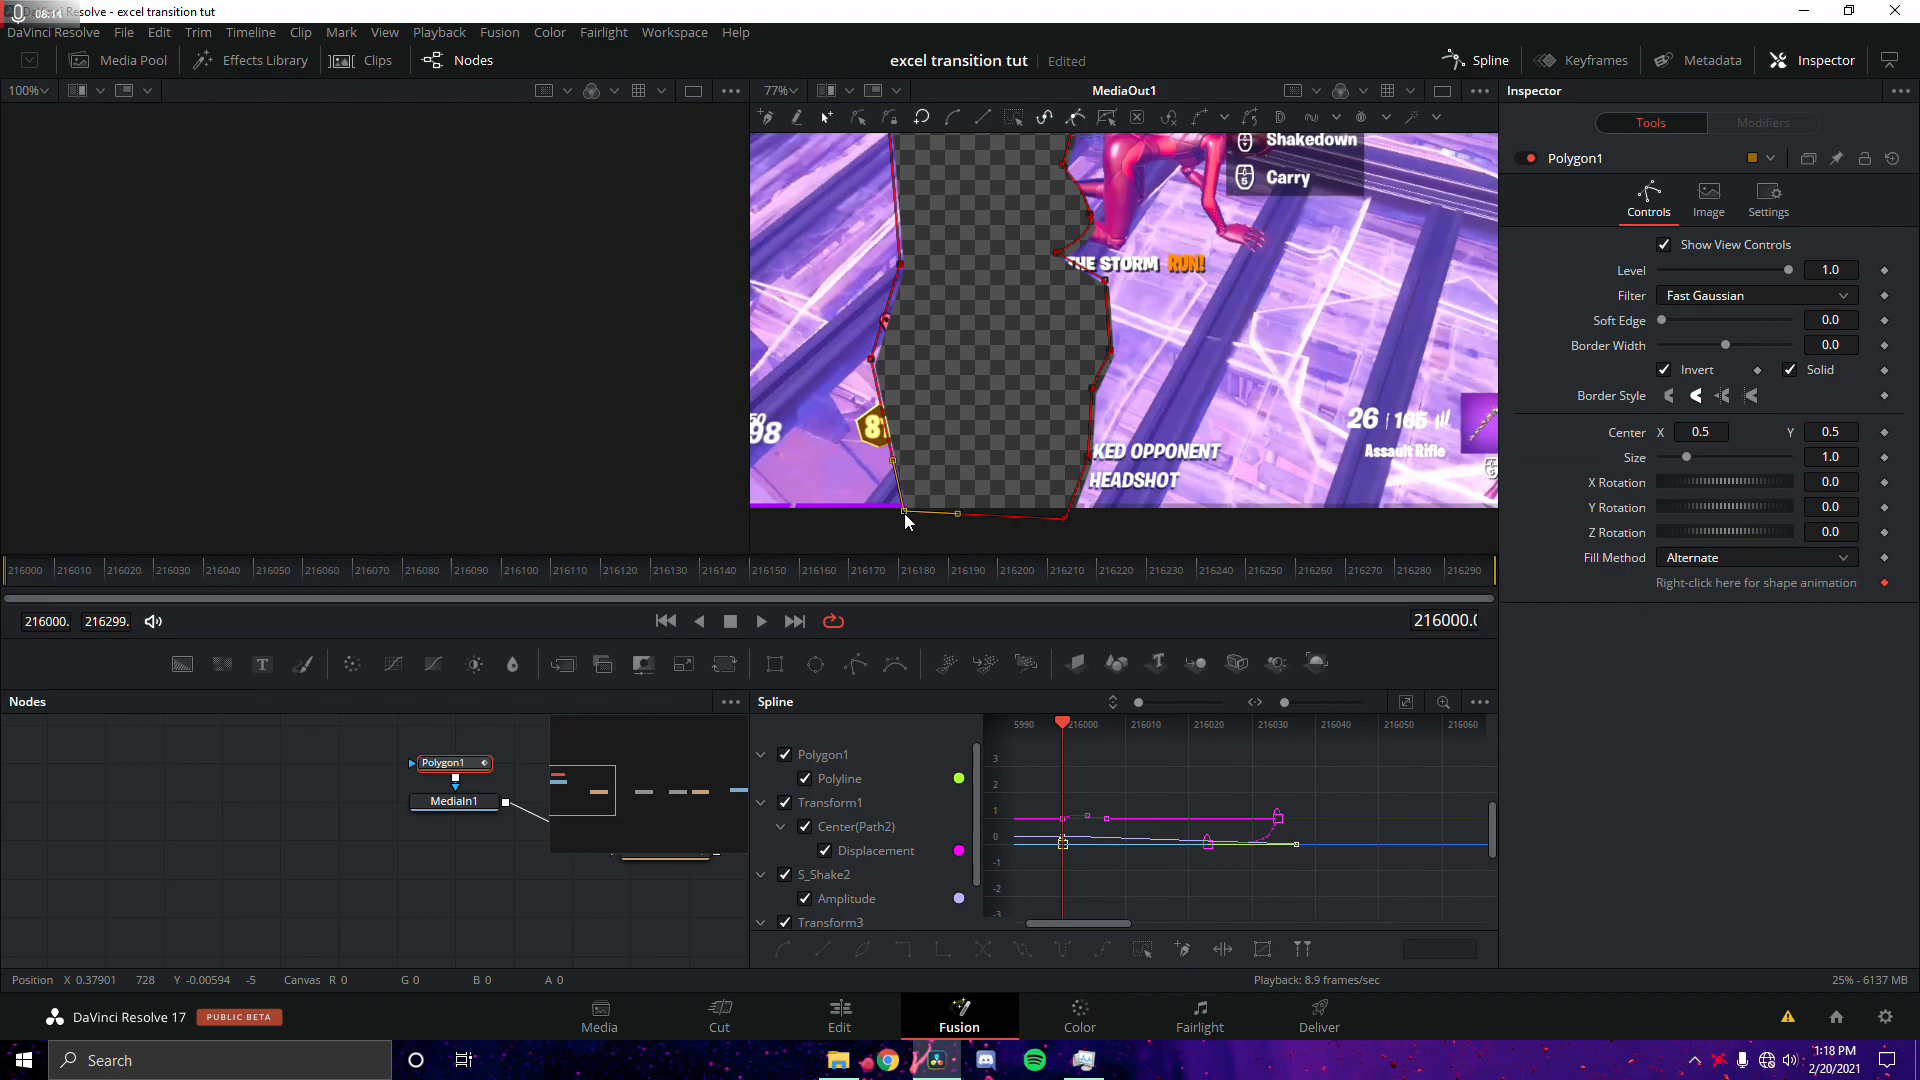 08:14
Resolve - excel transition tut
DaVinci Resolve File Edit Trim Timeline Clip Mark View Playback Fusion Color Fairlight Workspace Help
Media Pool Effects Library Clips Nodes excel transition tut Edited Spline Keyframes Metadata Inspector
100% 77% MediaOut1 Inspector
Tools Modifiers
Shakedown
5 Carry
Polygon1
Controls Image Settings
Show View Controls
THE STORM RUN!
Level 1.0
Filter Fast Gaussian
Soft Edge 0.0
Border Width 0.0
Invert Solid
Border Style
50
98
81
26 | 165
Assault Rifle
KED OPPONENT
HEADSHOT
Center X 0.5 Y 0.5
Size 1.0
X Rotation 0.0
Y Rotation 0.0
Z Rotation 0.0
Fill Method Alternate
Right-click here for shape animation
216000 216010 216020 216030 216040 216050 216060 216070 216080 216090 216100 216110 216120 216130 216140 216150 216160 216170 216180 216190 216200 216210 216220 216230 216240 216250 216260 216270 216280 216290
216000. 216299. 216000.0
T T
Nodes Spline
5990 216000 216010 216020 216030 216040 216050 216060
Polygon1
Polyline
Transform1
Center(Path2)
Displacement
S_Shake2
Amplitude
Transform3
3
2
1
0
-1
-2
-3
Polygon1
MediaIn1
Position X 0.37901 728 Y -0.00594 -5 Canvas R 0 G 0 B 0 A 0 Playback: 8.9 frames/sec 25% - 6137 MB
DaVinci Resolve 17 PUBLIC BETA Media Cut Edit Fusion Color Fairlight Deliver
Search
1:18 PM
2/20/2021